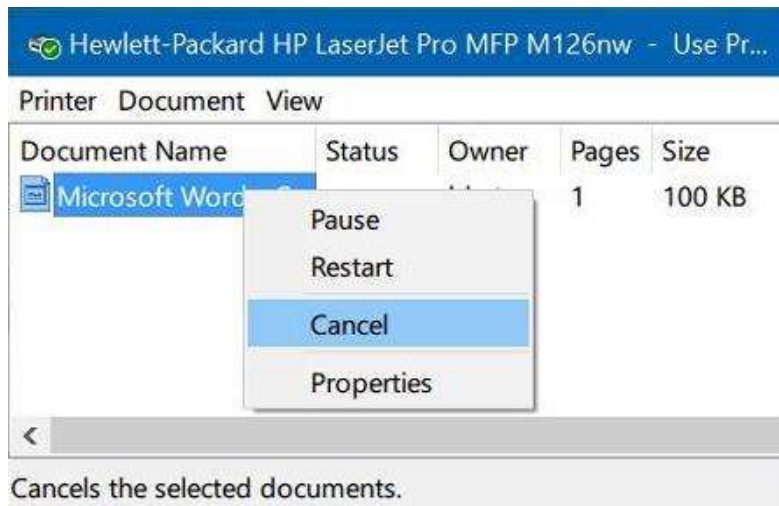 Hewlett-Packard HP LaserJet Pro MFP M126nw - Use Pr...
Printer Document View
Document Name Status Owner Pages Size
Microsoft Word 1 100 KB
Pause
Restart
Cancel
Properties
Cancels the selected documents.